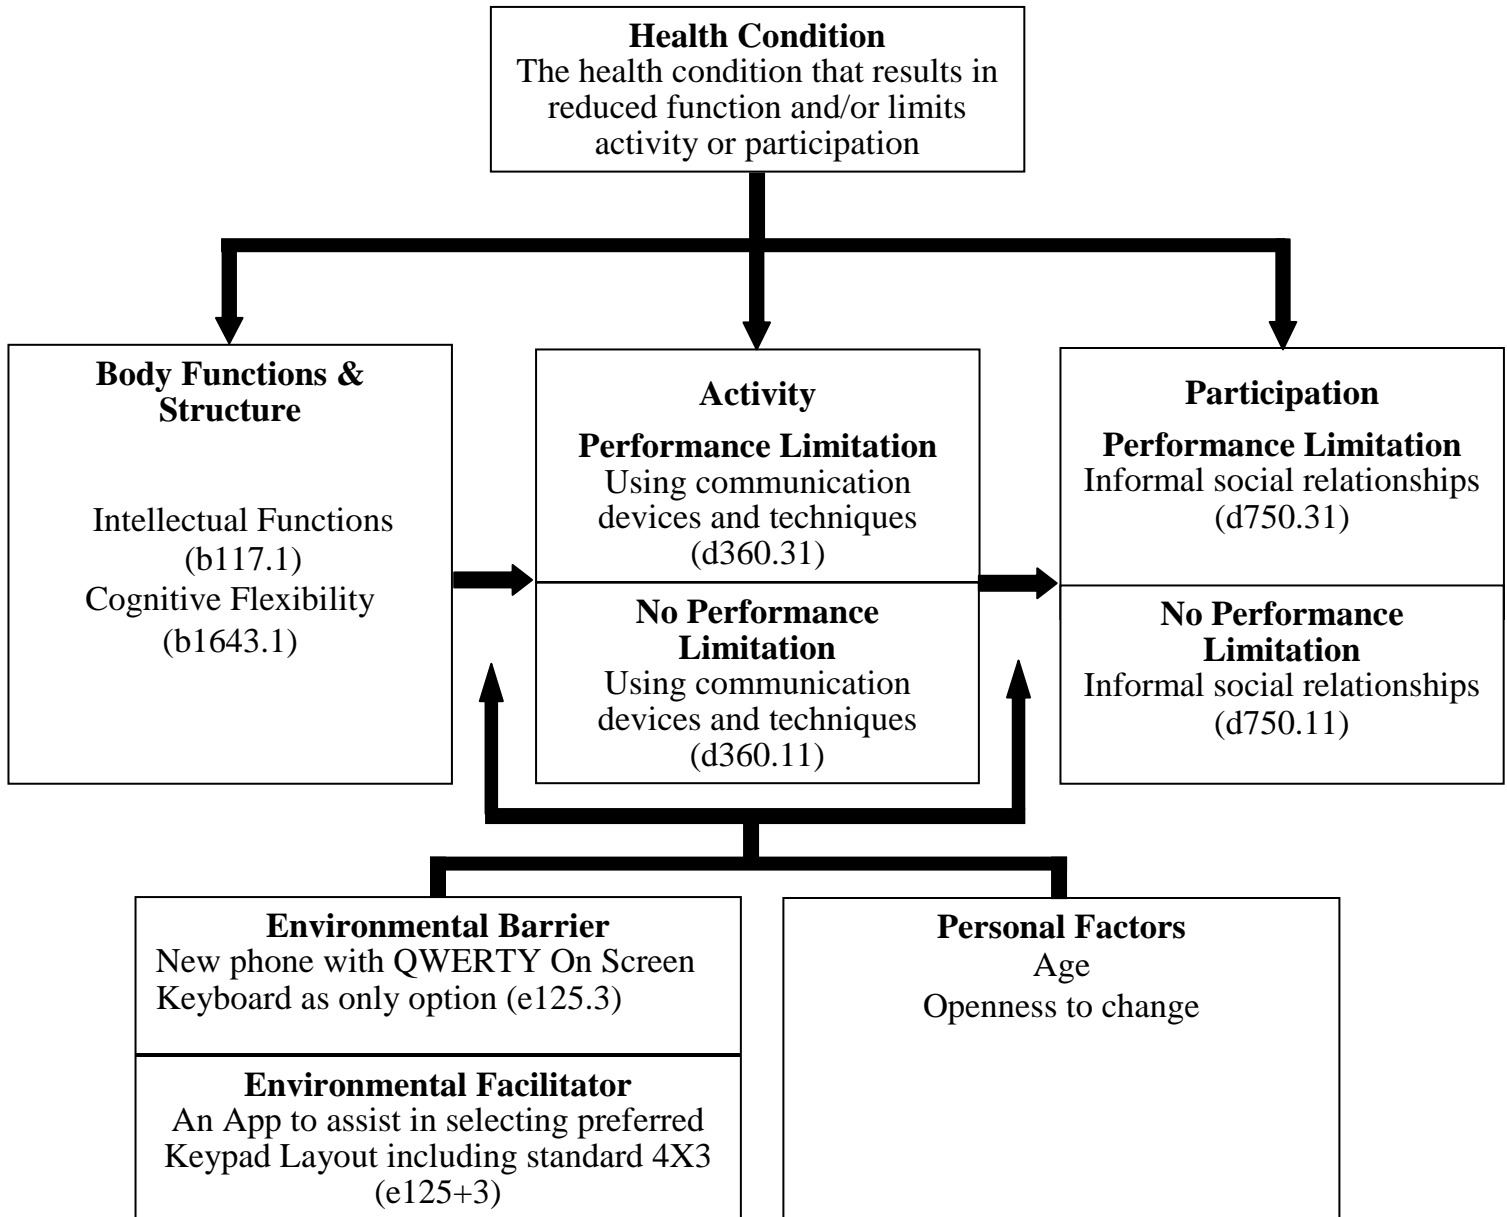 Health Condition
The health condition that results in
reduced function and/or limits
activity or participation
Body Functions &
Structure
Intellectual Functions
(b117.1)
Cognitive Flexibility
(b1643.1)
Activity
Performance Limitation
Using communication
devices and techniques
(d360.31)
No Performance
Limitation
Using communication
devices and techniques
(d360.11)
Participation
Performance Limitation
Informal social relationships
(d750.31)
No Performance
Limitation
Informal social relationships
(d750.11)
Environmental Barrier
New phone with QWERTY On Screen
Keyboard as only option (e125.3)
Environmental Facilitator
An App to assist in selecting preferred
Keypad Layout including standard 4X3
(e125+3)
Personal Factors
Age
Openness to change